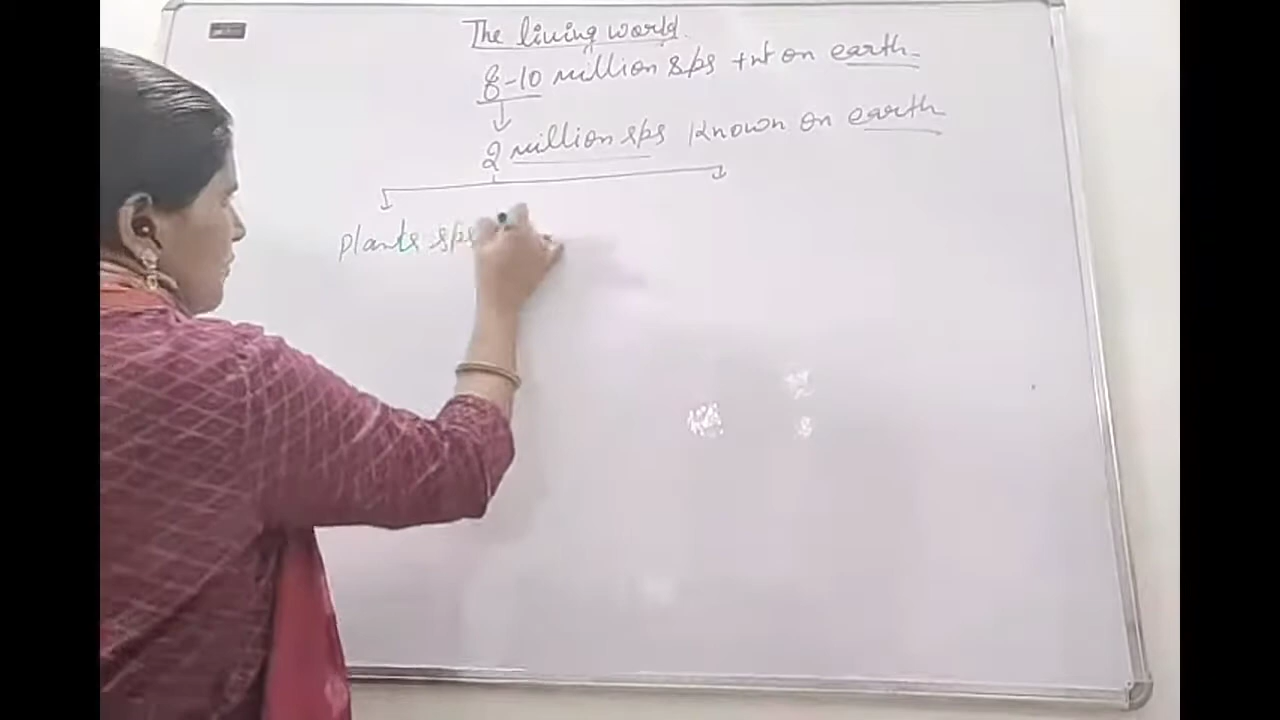 The living world.
8-10 million sps +nt on earth.
2 million sps known on earth
plants sps